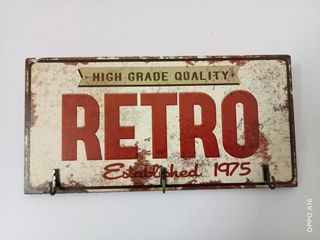 HIGH GRADE QUALITY
RETRO
Established 1975
OPPO A16